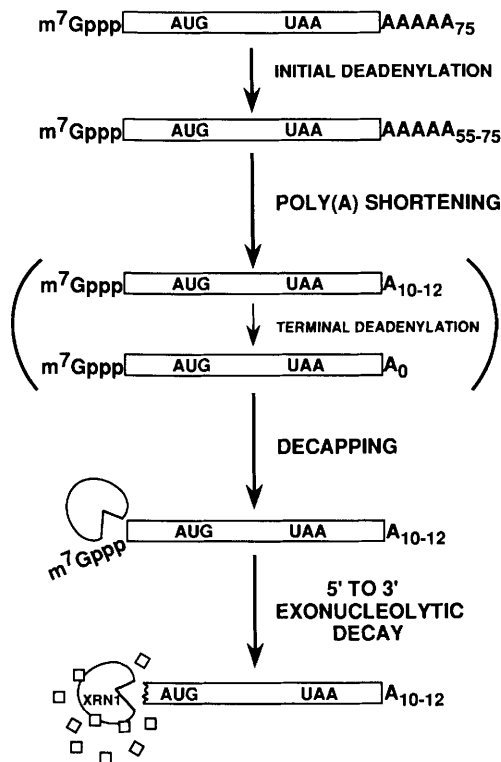 m7Gppp AUG UAA AAAAA75
INITIAL DEADENYLATION
m7Gppp AUG UAA AAAAA55-75
POLY(A) SHORTENING
m7Gppp AUG UAA A10-12
TERMINAL DEADENYLATION
m7Gppp AUG UAA A0
DECAPPING
m7Gppp AUG UAA A10-12
5' TO 3'
EXONUCLEOLYTIC
DECAY
XRN1 AUG UAA A10-12